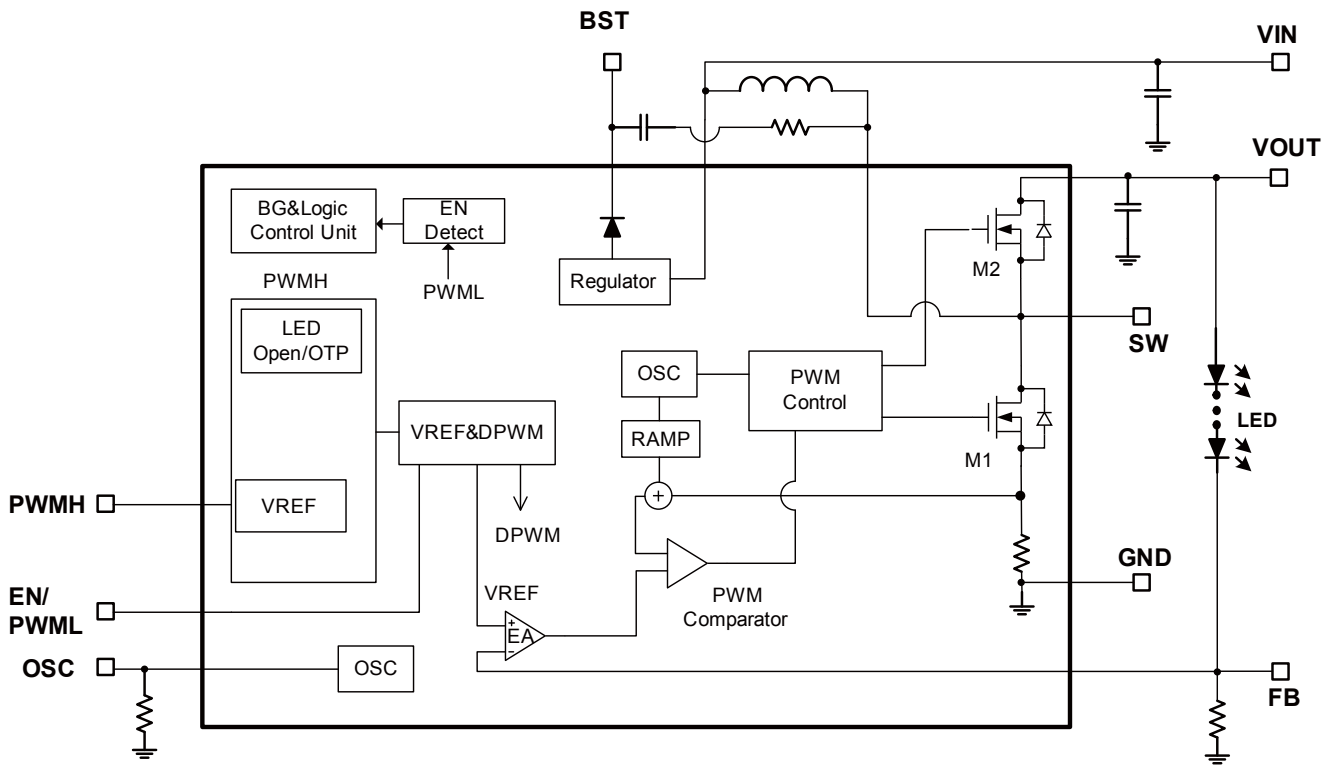 BST
VIN
VOUT
BG&Logic
Control Unit
EN
Detect
PWML
Regulator
M2
SW
PWMH
LED
Open/OTP
OSC
PWM
Control
RAMP
M1
LED
VREF&DPWM
VREF
PWMH
+
DPWM
GND
EN/
PWML
VREF
PWM
Comparator
+
EA
-
OSC
OSC
FB